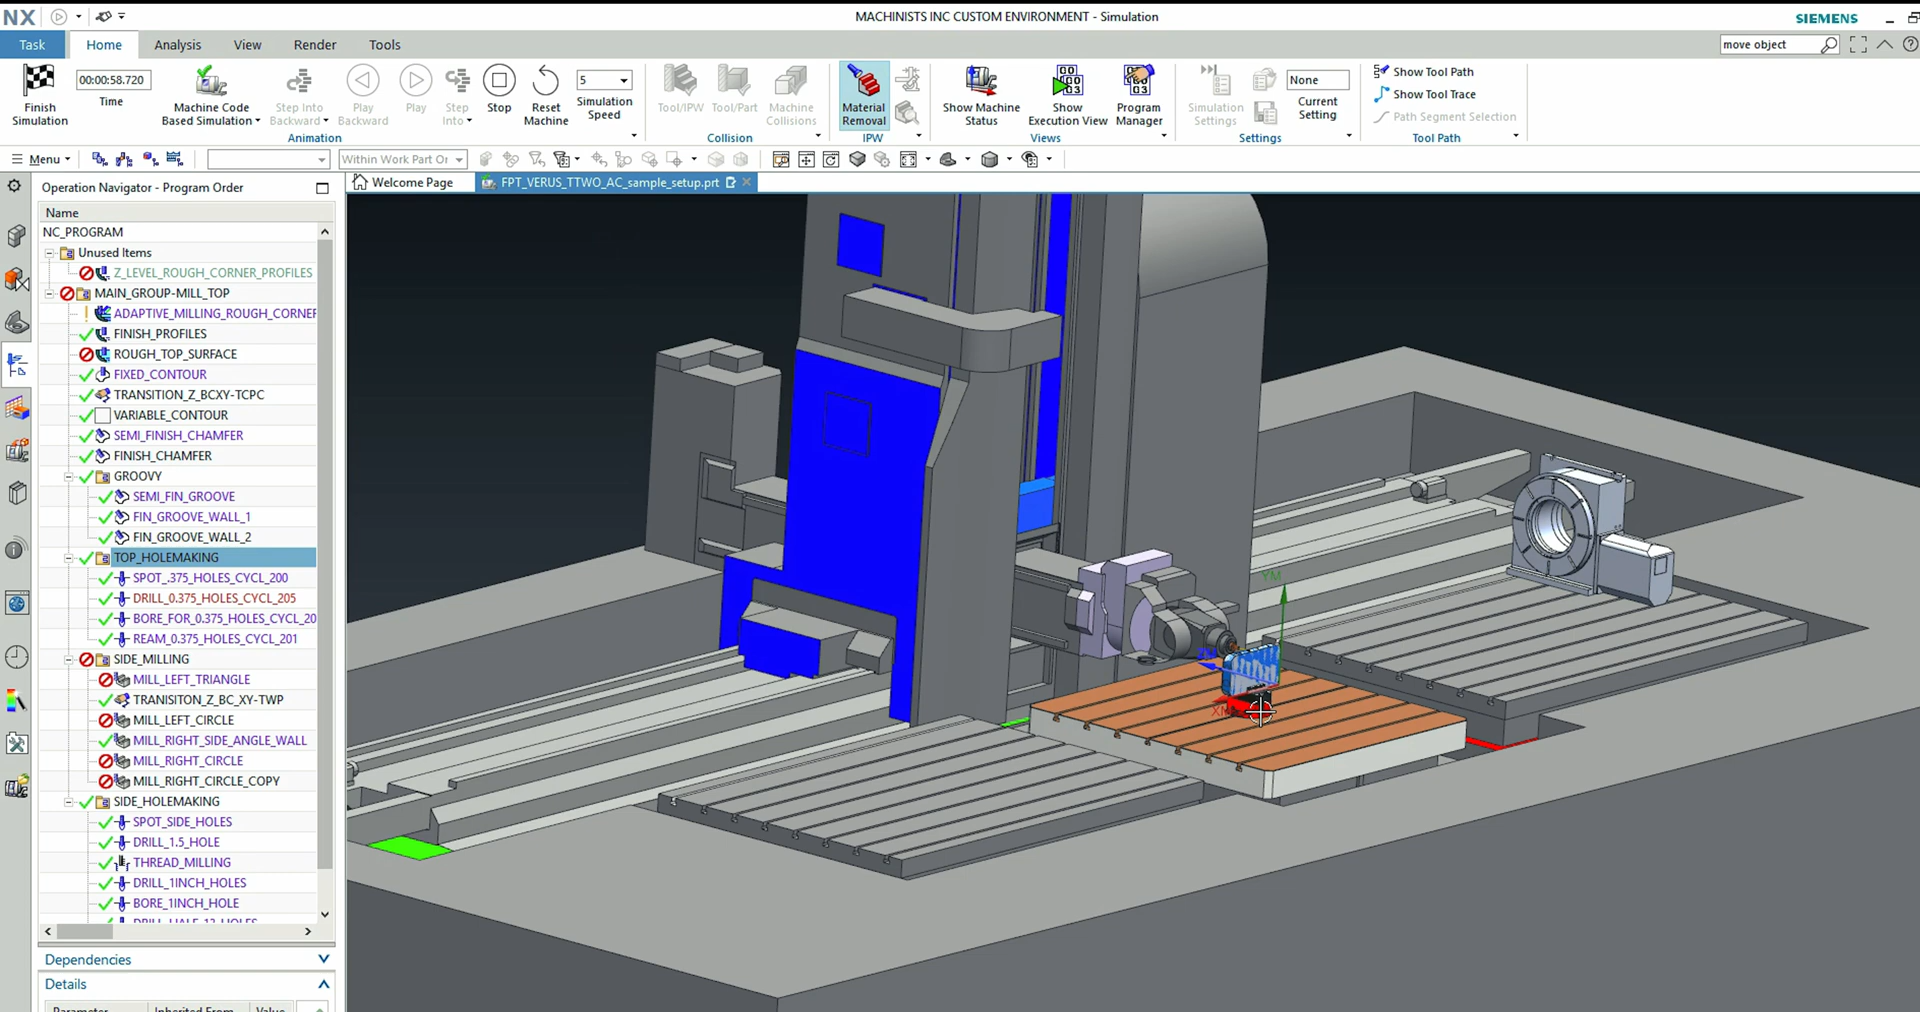 NX
MACHINISTS INC CUSTOM ENVIRONMENT - Simulation
SIEMENS
Task
Home
Analysis
View
Render
Tools
move object
Finish Simulation
00:00:58.720
Time
Machine Code Based Simulation
Step Into Backward
Play Backward
Play
Step Into
Stop
Reset Machine
5
Simulation Speed
Animation
Tool/IPW
Tool/Part
Machine Collisions
Collision
Material Removal
IPW
Show Machine Status
Show Execution View
Program Manager
Views
Simulation Settings
None
Current Setting
Settings
Show Tool Path
Show Tool Trace
Path Segment Selection
Tool Path
Menu
Within Work Part Or
Operation Navigator - Program Order
Welcome Page
FPT_VERUS_TTWO_AC_sample_setup.prt
Name
NC_PROGRAM
Unused Items
Z_LEVEL_ROUGH_CORNER_PROFILES
MAIN_GROUP-MILL_TOP
ADAPTIVE_MILLING_ROUGH_CORNER
FINISH_PROFILES
ROUGH_TOP_SURFACE
FIXED_CONTOUR
TRANSITION_Z_BCXY-TCPC
VARIABLE_CONTOUR
SEMI_FINISH_CHAMFER
FINISH_CHAMFER
GROOVY
SEMI_FIN_GROOVE
FIN_GROOVE_WALL_1
FIN_GROOVE_WALL_2
TOP_HOLEMAKING
SPOT_.375_HOLES_CYCL_200
DRILL_0.375_HOLES_CYCL_205
BORE_FOR_0.375_HOLES_CYCL_20
REAM_0.375_HOLES_CYCL_201
SIDE_MILLING
MILL_LEFT_TRIANGLE
TRANSITON_Z_BC_XY-TWP
MILL_LEFT_CIRCLE
MILL_RIGHT_SIDE_ANGLE_WALL
MILL_RIGHT_CIRCLE
MILL_RIGHT_CIRCLE_COPY
SIDE_HOLEMAKING
SPOT_SIDE_HOLES
DRILL_1.5_HOLE
THREAD_MILLING
DRILL_1INCH_HOLES
BORE_1INCH_HOLE
Dependencies
Details
Parameter
Inherited From
Value
YM